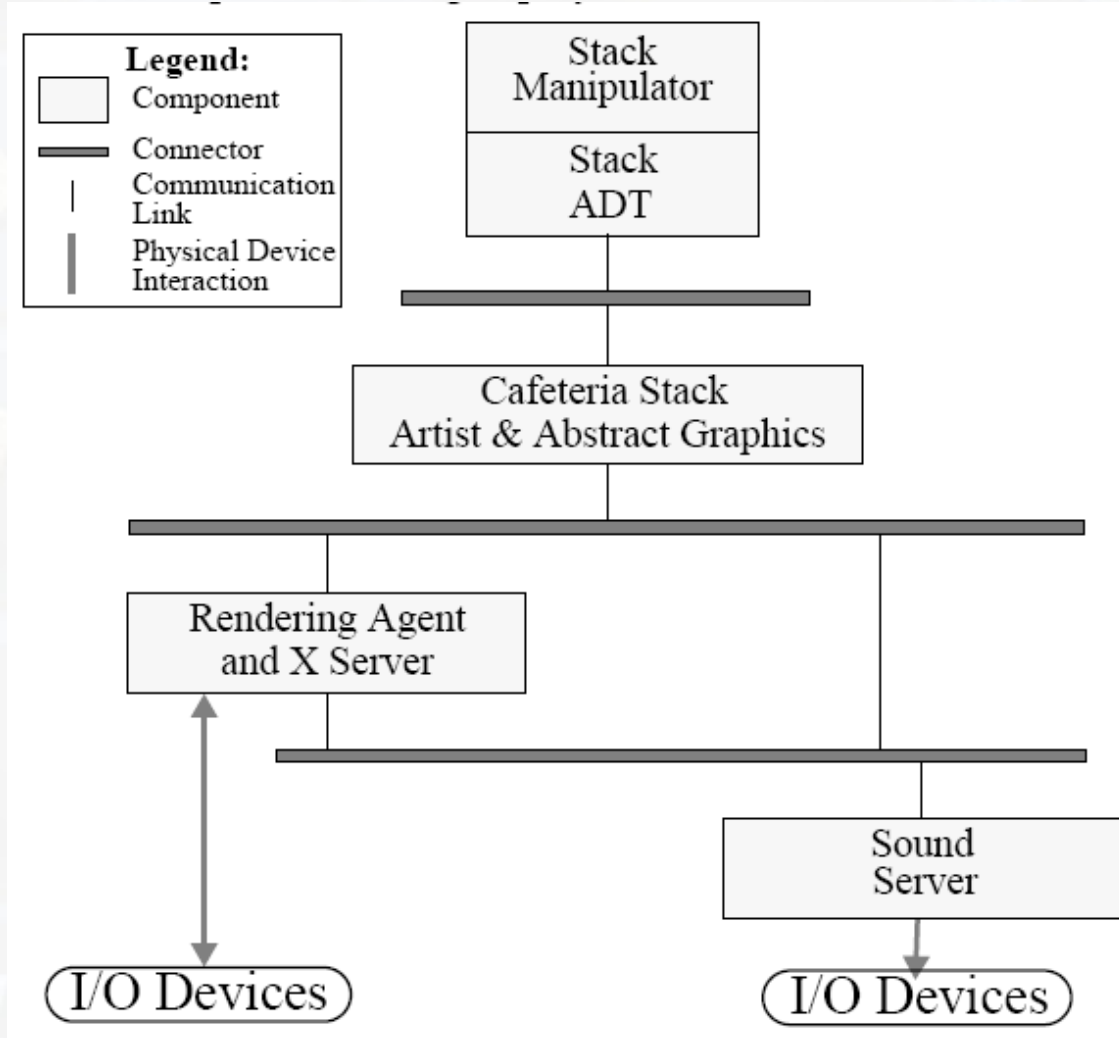 Legend:
Component
Connector
Communication
Link
Physical Device
Interaction
Stack
Manipulator
Stack
ADT
Cafeteria Stack
Artist & Abstract Graphics
Rendering Agent
and X Server
Sound
Server
I/O Devices
I/O Devices